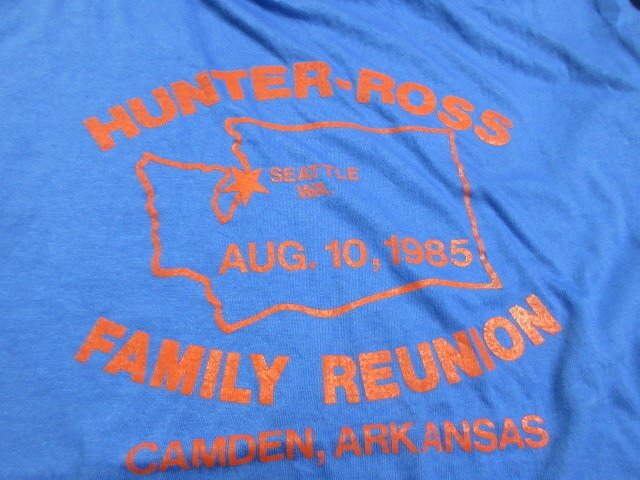 HUNTER-ROSS
SEATTLE
WA.
AUG. 10, 1985
FAMILY REUNION
CAMDEN, ARKANSAS